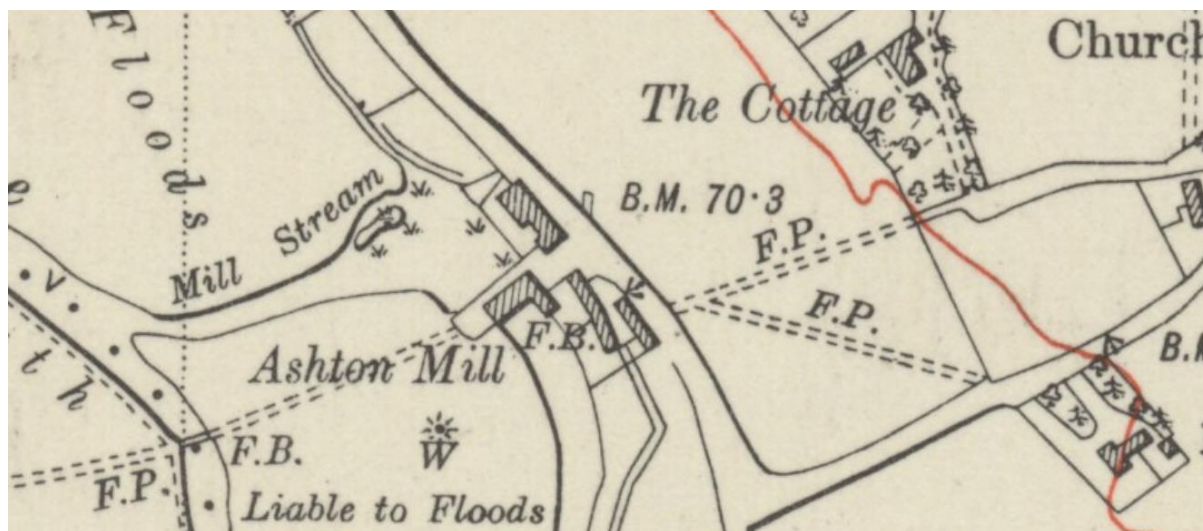 Floods
Church
The Cottage
B.M. 70·3
Mill Stream
F.P.
F.P.
F.B.
Ashton Mill
W
F.B.
F.P.
Liable to Floods